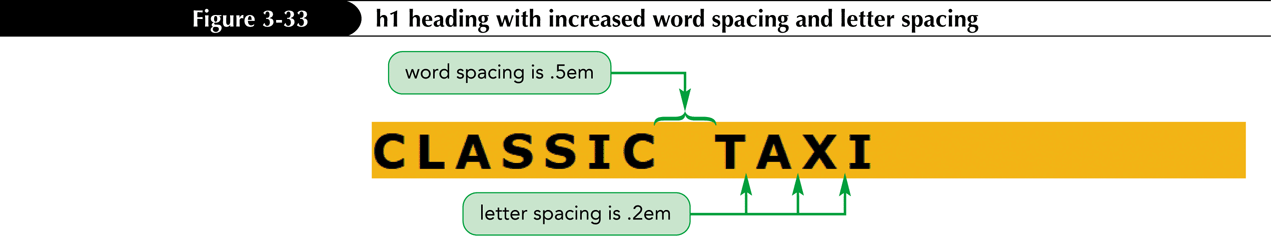 Figure 3-33 h1 heading with increased word spacing and letter spacing
word spacing is .5em
CLASSIC TAXI
letter spacing is .2em